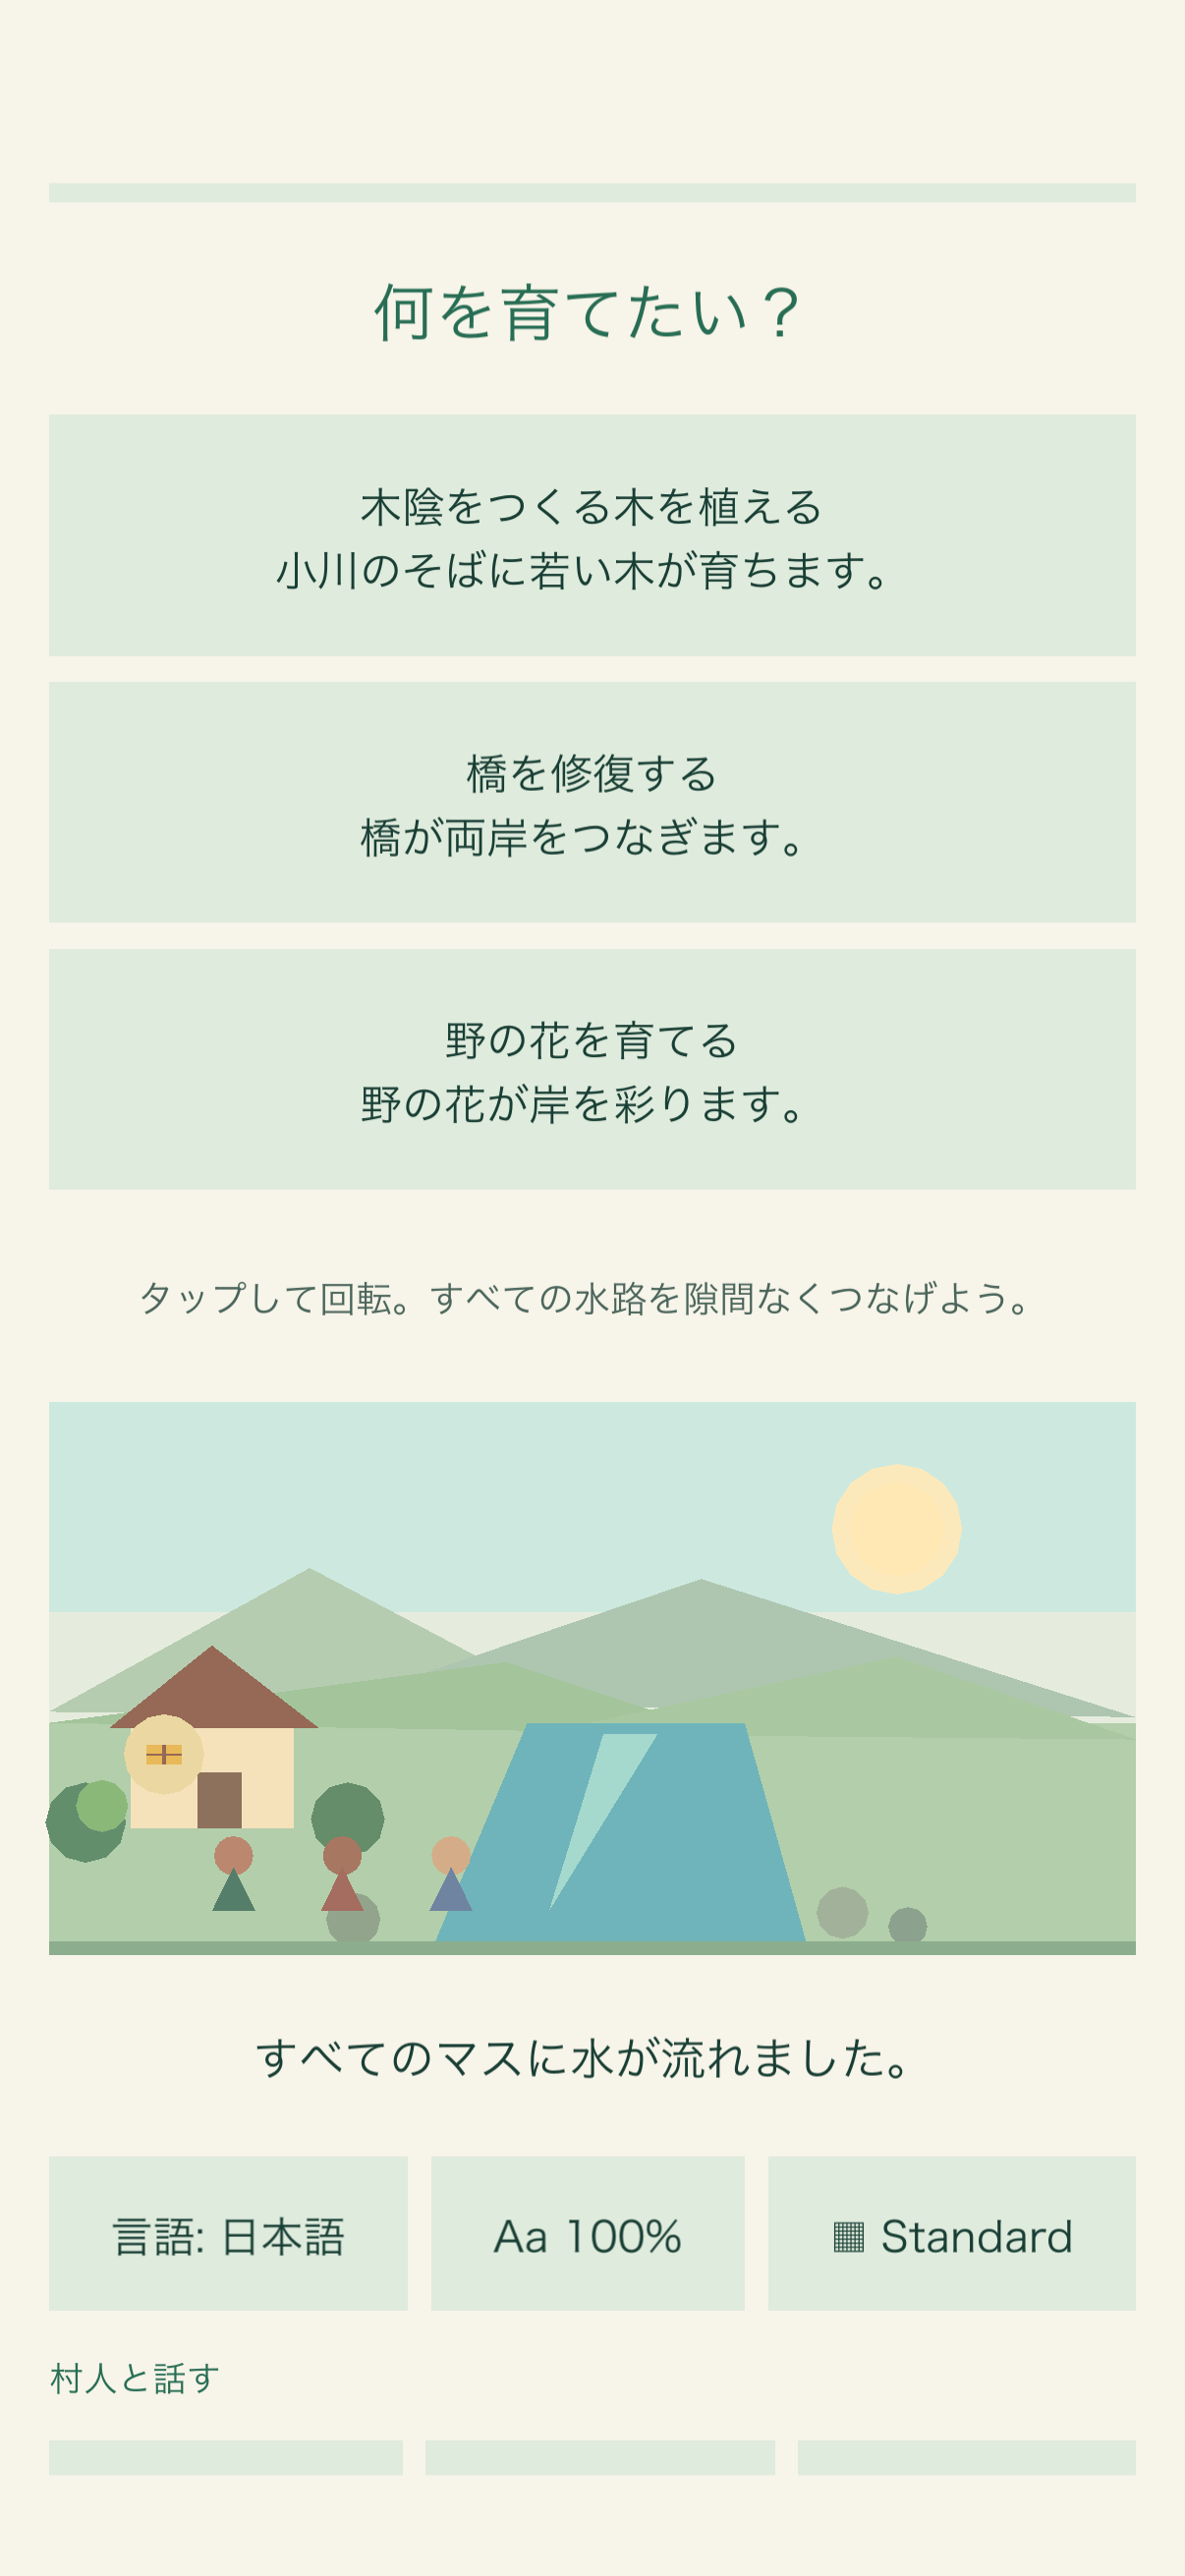 何を育てたい？
木陰をつくる木を植える
小川のそばに若い木が育ちます。
橋を修復する
橋が両岸をつなぎます。
野の花を育てる
野の花が岸を彩ります。
タップして回転。すべての水路を隙間なくつなげよう。
すべてのマスに水が流れました。
言語: 日本語
Aa 100%
▦ Standard
村人と話す